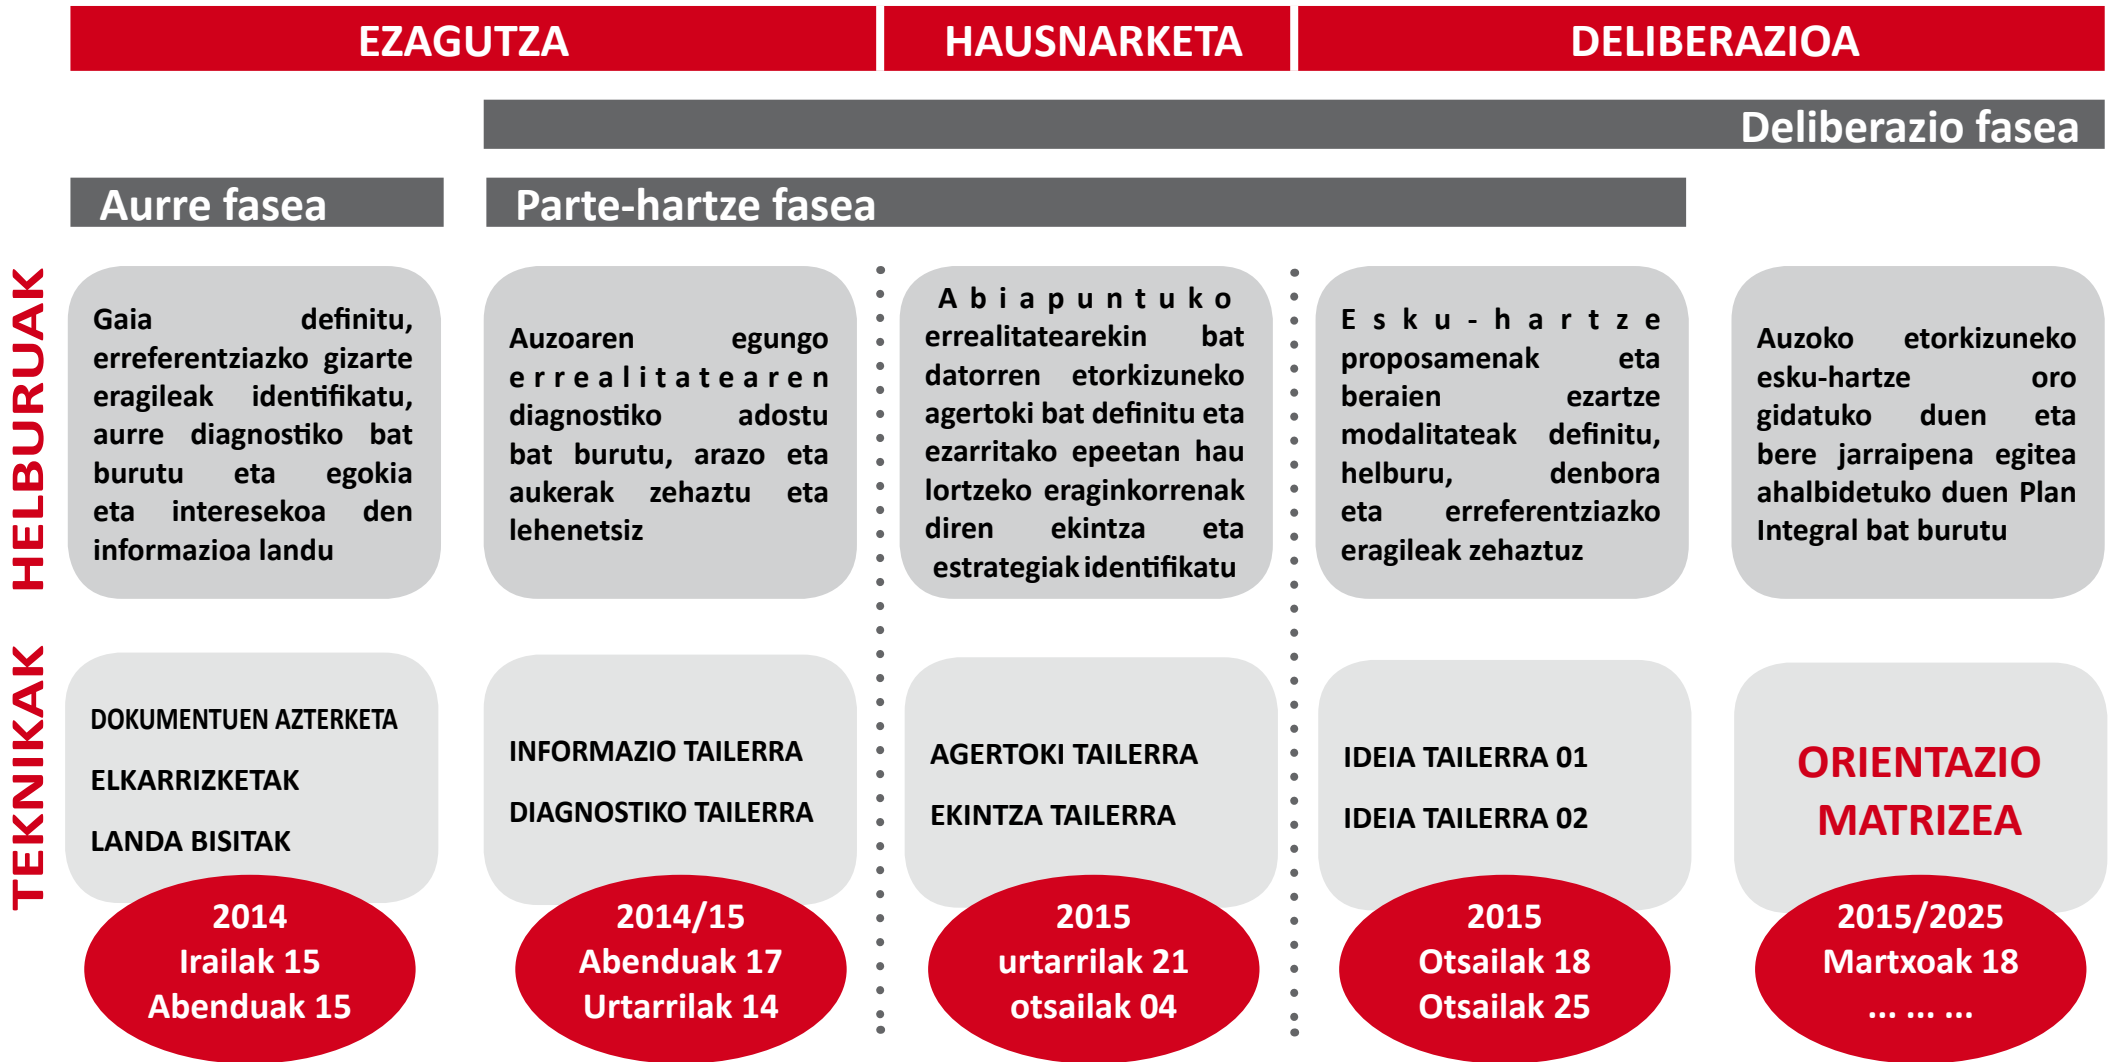 EZAGUTZA
HAUSNARKETA
DELIBERAZIOA
Deliberazio fasea
Aurre fasea
Parte-hartze fasea
HELBURUAK
Gaia definitu,
erreferentziazko gizarte
eragileak identifikatu,
aurre diagnostiko bat
burutu eta egokia
eta interesekoa den
informazioa landu
Auzoaren egungo
errealitatearen
diagnostiko adostu
bat burutu, arazo eta
aukerak zehaztu eta
lehenetsiz
Abiapuntuko
errealitatearekin bat
datorren etorkizuneko
agertoki bat definitu eta
ezarritako epeetan hau
lortzeko eraginkorrenak
diren ekintza eta
estrategiak identifikatu
Esku-hartze
proposamenak eta
beraien ezartze
modalitateak definitu,
helburu, denbora
eta erreferentziazko
eragileak zehaztuz
Auzoko etorkizuneko
esku-hartze oro
gidatuko duen eta
bere jarraipena egitea
ahalbidetuko duen Plan
Integral bat burutu
TEKNIKAK
DOKUMENTUEN AZTERKETA
ELKARRIZKETAK
LANDA BISITAK
INFORMAZIO TAILERRA
DIAGNOSTIKO TAILERRA
AGERTOKI TAILERRA
EKINTZA TAILERRA
IDEIA TAILERRA 01
IDEIA TAILERRA 02
ORIENTAZIO
MATRIZEA
2014
Irailak 15
Abenduak 15
2014/15
Abenduak 17
Urtarrilak 14
2015
urtarrilak 21
otsailak 04
2015
Otsailak 18
Otsailak 25
2015/2025
Martxoak 18
... ... ...